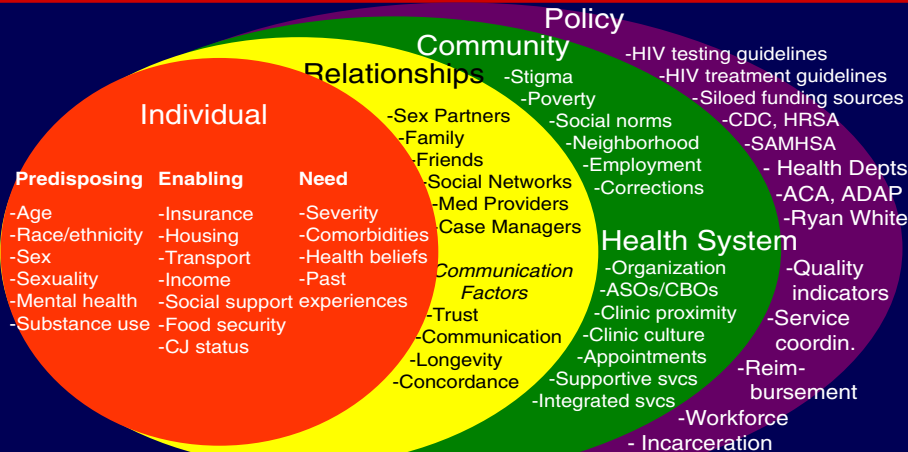 Individual
Predisposing
-Age
-Race/ethnicity
-Sex
-Sexuality
-Mental health
-Substance use
Enabling
-Insurance
-Housing
-Transport
-Income
-Social support
-Food security
-CJ status
Need
-Severity
-Comorbidities
-Health beliefs
-Past
experiences
Relationships
-Sex Partners
-Family
-Friends
-Social Networks
-Med Providers
-Case Managers
Communication
Factors
-Trust
-Communication
-Longevity
-Concordance
Community
-Stigma
-Poverty
-Social norms
-Neighborhood
-Employment
-Corrections
Health System
-Organization
-ASOs/CBOs
-Clinic proximity
-Clinic culture
-Appointments
-Supportive svcs
-Integrated svcs
Policy
-HIV testing guidelines
-HIV treatment guidelines
-Siloed funding sources
-CDC, HRSA
-SAMHSA
- Health Depts
-ACA, ADAP
-Ryan White
-Quality
indicators
-Service
coordin.
-Reim-
bursement
-Workforce
- Incarceration